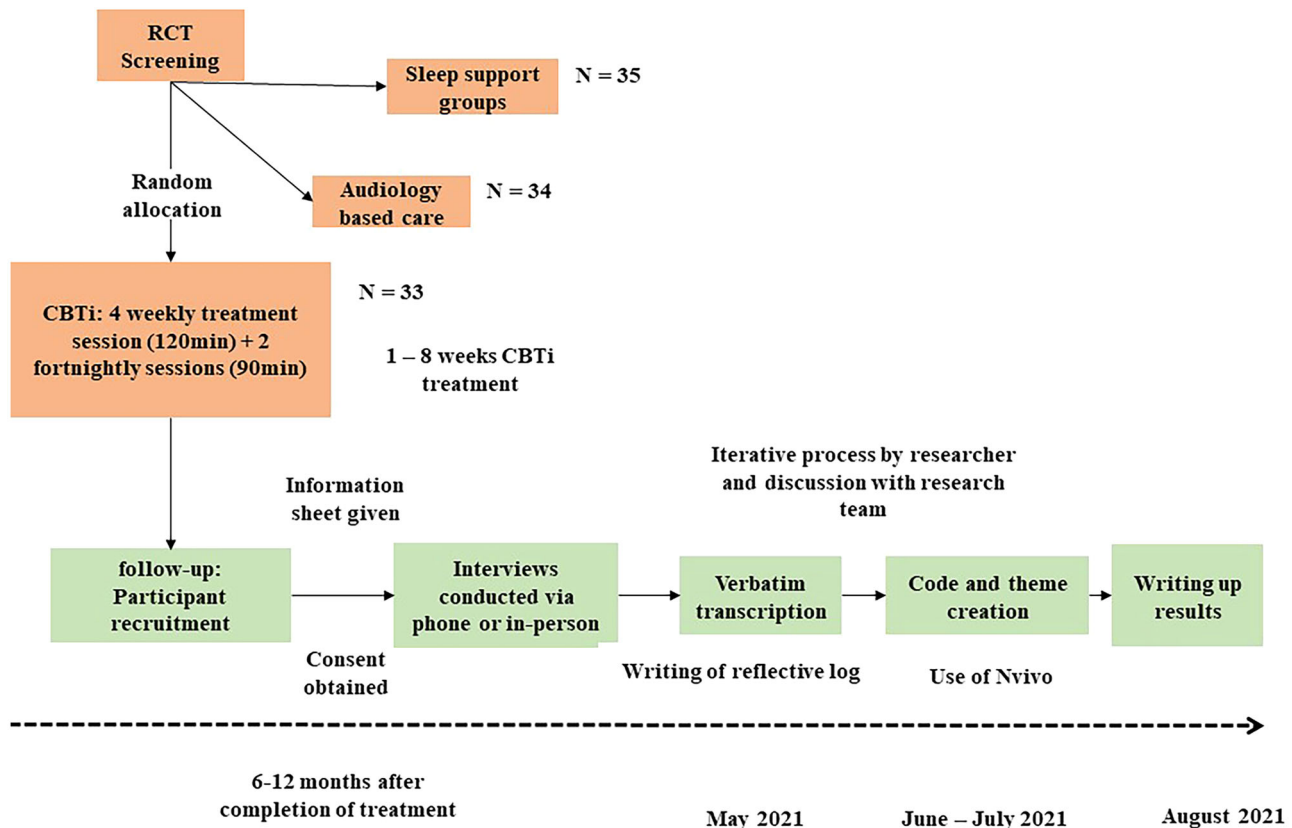 RCT
Screening
Sleep support
groups
N = 35
Random
allocation
Audiology
based care
N = 34
CBTi: 4 weekly treatment
session (120min) + 2
fortnightly sessions (90min)
N = 33
1 – 8 weeks CBTi
treatment
Information
sheet given
Iterative process by researcher
and discussion with research
team
follow-up:
Participant
recruitment
Interviews
conducted via
phone or in-person
Verbatim
transcription
Code and theme
creation
Writing up
results
Consent
obtained
Writing of reflective log
Use of Nvivo
6-12 months after
completion of treatment
May 2021
June – July 2021
August 2021